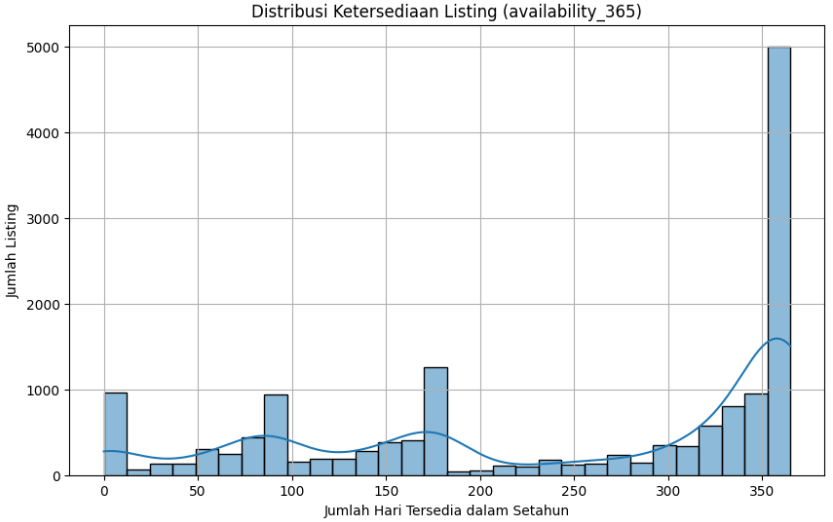 Distribusi Ketersediaan Listing (availability_365)
5000
4000
3000
2000
1000
0
Jumlah Listing
0 50 100 150 200 250 300 350
Jumlah Hari Tersedia dalam Setahun